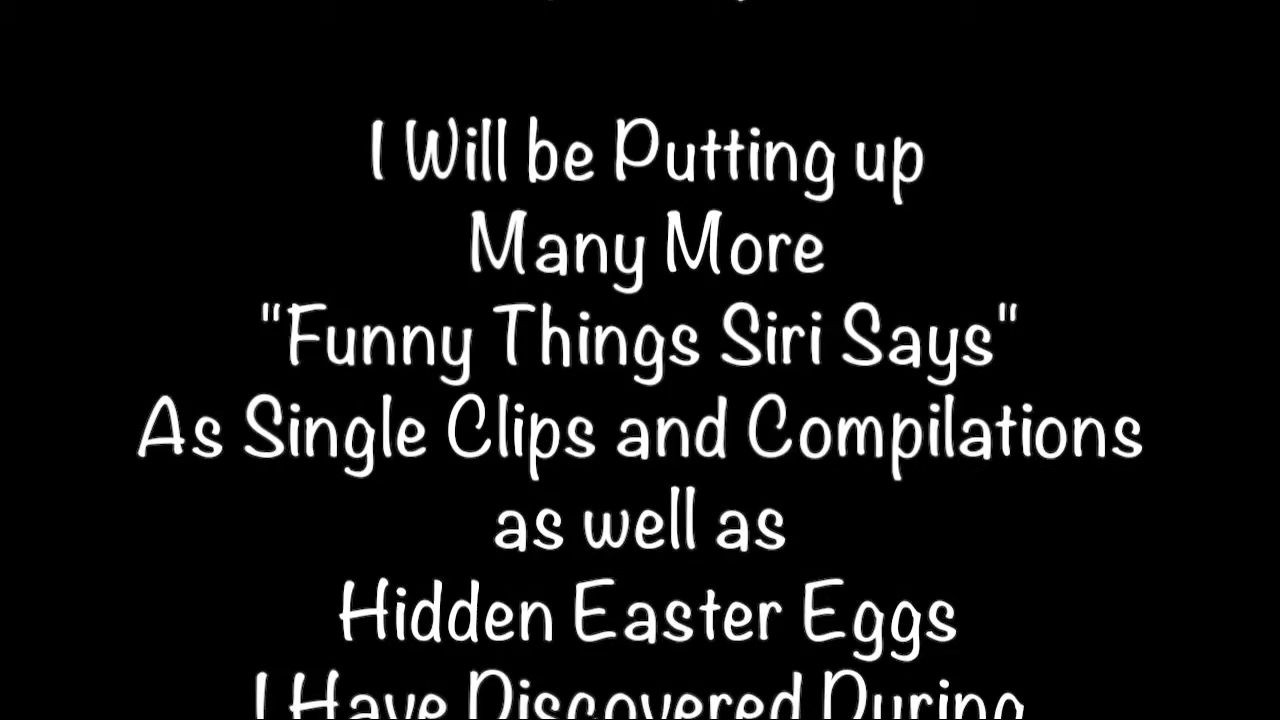 I Will be Putting up
Many More
"Funny Things Siri Says"
As Single Clips and Compilations
as well as
Hidden Easter Eggs
I Have Discovered During